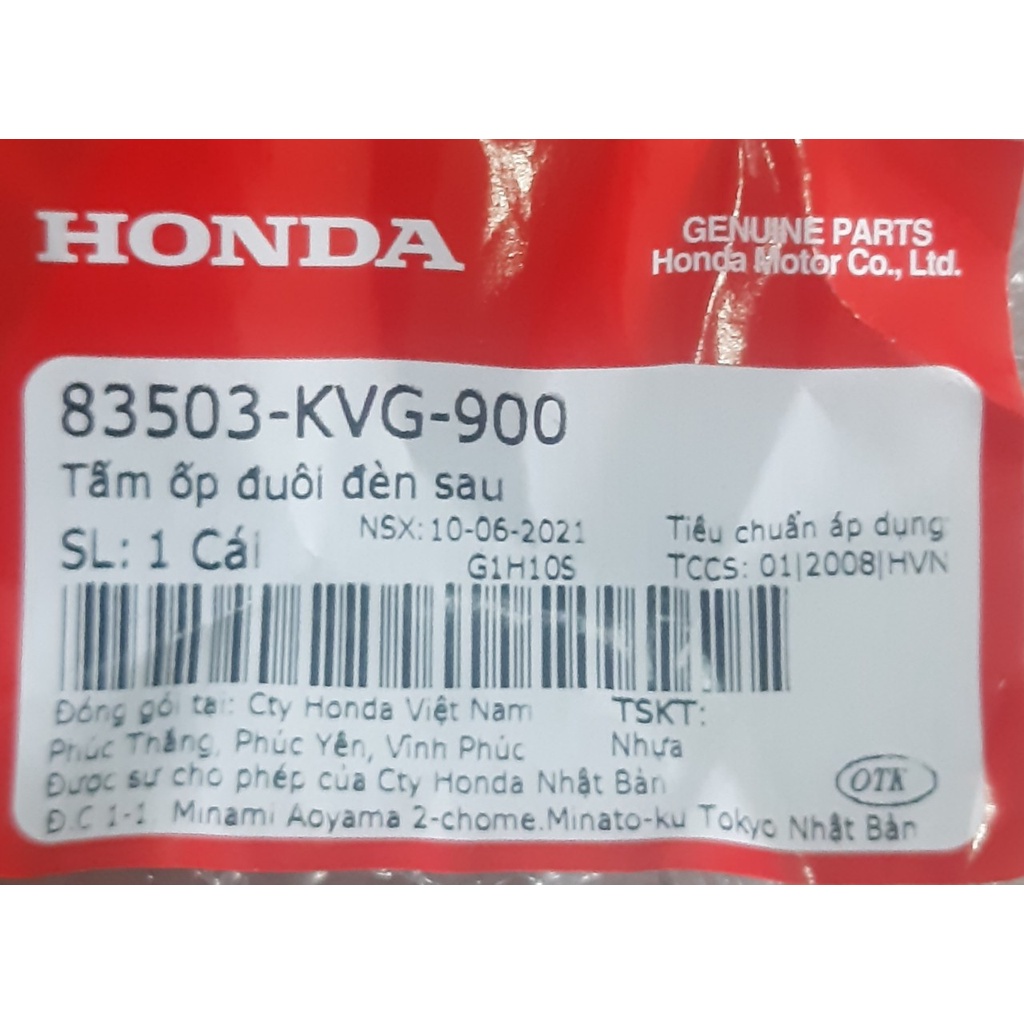 HONDA
GENUINE PARTS
Honda Motor Co., Ltd.
83503-KVG-900
Tấm ốp đuôi đèn sau
SL: 1 Cái
NSX: 10-06-2021
G1H10S
Tiêu chuẩn áp dụng:
TCCS: 01|2008|HVN
Đóng gói tại: Cty Honda Việt Nam
Phúc Thắng, Phúc Yên, Vĩnh Phúc
TSKT:
Nhựa
Được sự cho phép của Cty Honda Nhật Bản
OTK
Đ.C 1-1, Minami Aoyama 2-chome.Minato-ku Tokyo Nhật Bản